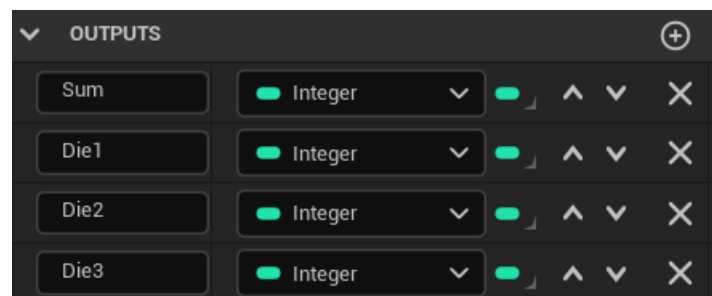 OUTPUTS
Sum Integer
Die1 Integer
Die2 Integer
Die3 Integer